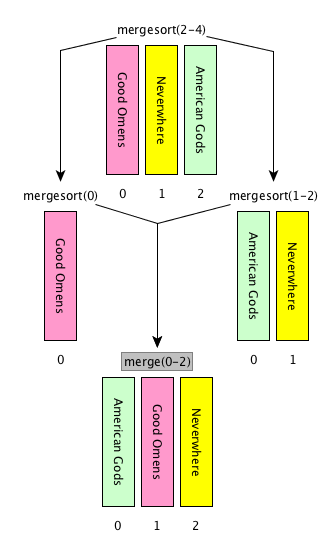 mergesort(2-4)
Good Omens
Neverwhere
American Gods
0 1 2
mergesort(0)
mergesort(1-2)
Good Omens
American Gods
Neverwhere
0
0 1
merge(0-2)
American Gods
Good Omens
Neverwhere
0 1 2